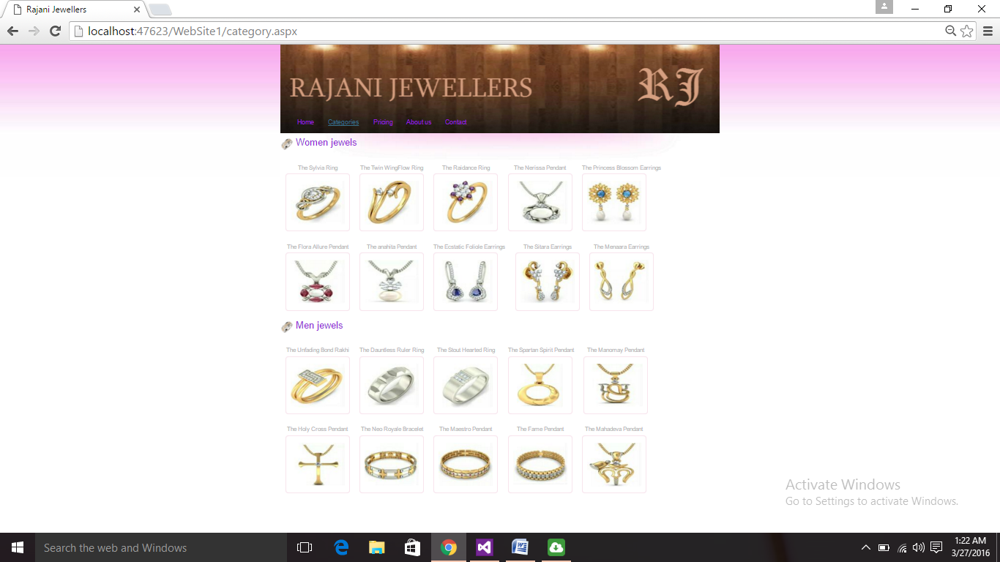 Rajani Jewellers
localhost:47623/WebSite1/category.aspx
RAJANI JEWELLERS RJ
Home Categories Pricing About us Contact
Women jewels
The Sylvia Ring The Twin WingFlow Ring The Raidance Ring The Nerissa Pendant The Princess Blossom Earrings
The Flora Allure Pendant The anahita Pendant The Ecstatic Foliole Earrings The Sitara Earrings The Menaara Earrings
Men jewels
The Unfading Bond Rakhi The Dauntless Ruler Ring The Stout Hearted Ring The Spartan Spirit Pendant The Manomay Pendant
The Holy Cross Pendant The Neo Royale Bracelet The Maestro Pendant The Fame Pendant The Mahadeva Pendant
Activate Windows
Go to Settings to activate Windows.
Search the web and Windows
1:22 AM
3/27/2016